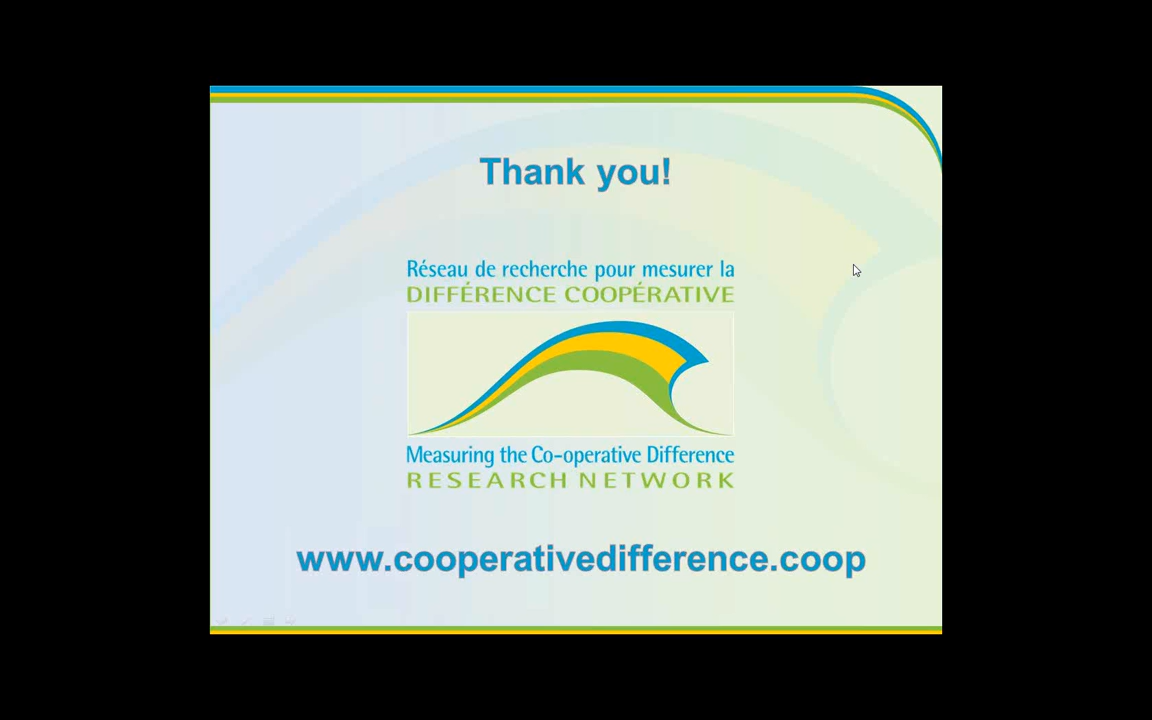 Thank you!
Réseau de recherche pour mesurer la
DIFFÉRENCE COOPÉRATIVE
Measuring the Co-operative Difference
RESEARCH NETWORK
www.cooperativedifference.coop